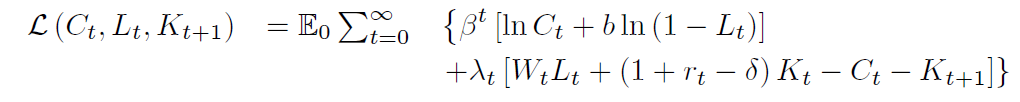 𝓛 (C_t, L_t, K_{t+1}) = 𝔼_0 ∑_{t=0}^{∞} {β^t [ln C_t + b ln (1 − L_t)]
+λ_t [W_t L_t + (1 + r_t − δ) K_t − C_t − K_{t+1}]}